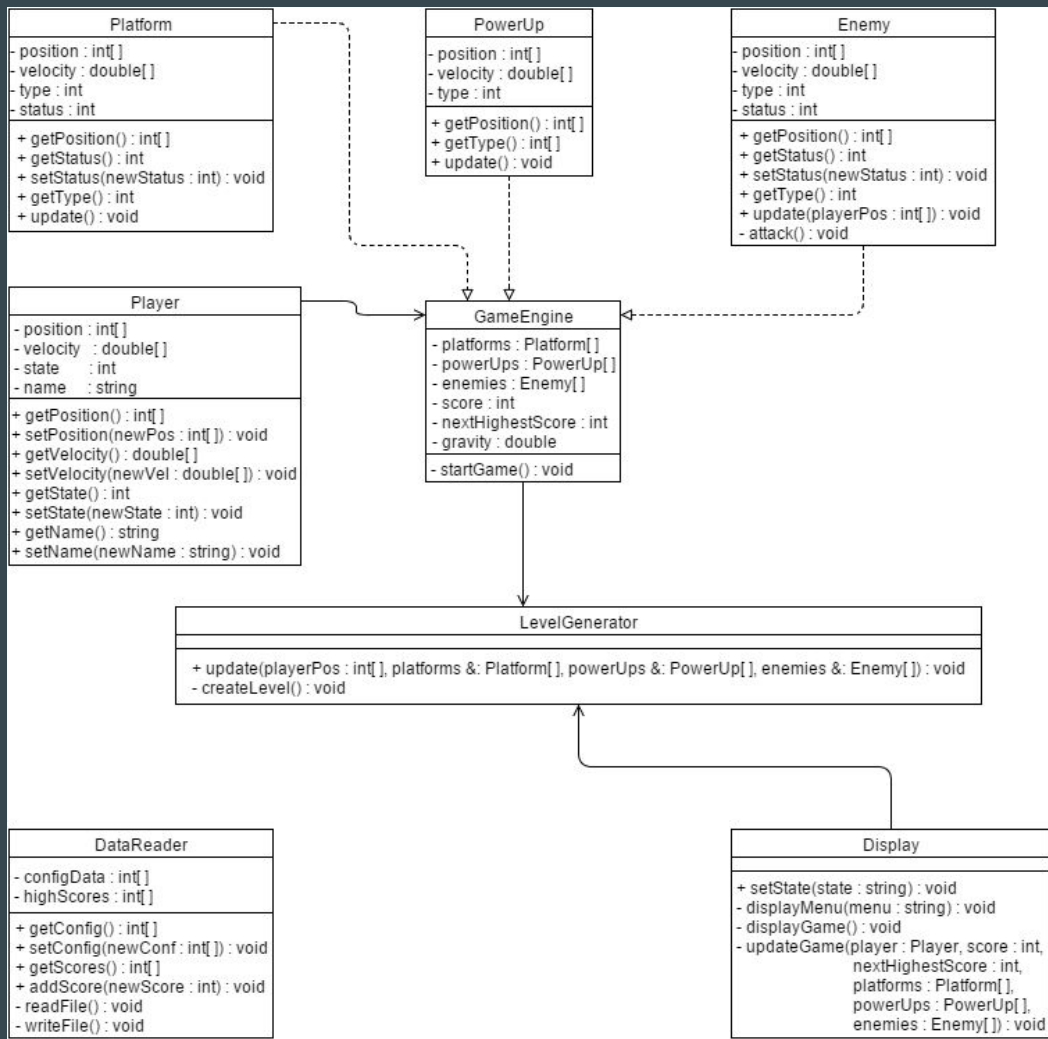 Platform
- position : int[ ]
- velocity : double[ ]
- type : int
- status : int
+ getPosition() : int[ ]
+ getStatus() : int
+ setStatus(newStatus : int) : void
+ getType() : int
+ update() : void
PowerUp
- position : int[ ]
- velocity : double[ ]
- type : int
+ getPosition() : int[ ]
+ getType() : int[ ]
+ update() : void
Enemy
- position : int[ ]
- velocity : double[ ]
- type : int
- status : int
+ getPosition() : int[ ]
+ getStatus() : int
+ setStatus(newStatus : int) : void
+ getType() : int
+ update(playerPos : int[ ]) : void
- attack() : void
Player
- position : int[ ]
- velocity : double[ ]
- state : int
- name : string
+ getPosition() : int[ ]
+ setPosition(newPos : int[ ]) : void
+ getVelocity() : double[ ]
+ setVelocity(newVel : double[ ]) : void
+ getState() : int
+ setState(newState : int) : void
+ getName() : string
+ setName(newName : string) : void
GameEngine
- platforms : Platform[ ]
- powerUps : PowerUp[ ]
- enemies : Enemy[ ]
- score : int
- nextHighestScore : int
- gravity : double
- startGame() : void
LevelGenerator
+ update(playerPos : int[ ], platforms &: Platform[ ], powerUps &: PowerUp[ ], enemies &: Enemy[ ]) : void
- createLevel() : void
DataReader
- configData : int[ ]
- highScores : int[ ]
+ getConfig() : int[ ]
+ setConfig(newConf : int[ ]) : void
+ getScores() : int[ ]
+ addScore(newScore : int) : void
- readFile() : void
- writeFile() : void
Display
+ setState(state : string) : void
- displayMenu(menu : string) : void
- displayGame() : void
- updateGame(player : Player, score : int,
nextHighestScore : int,
platforms : Platform[ ],
powerUps : PowerUp[ ],
enemies : Enemy[ ]) : void